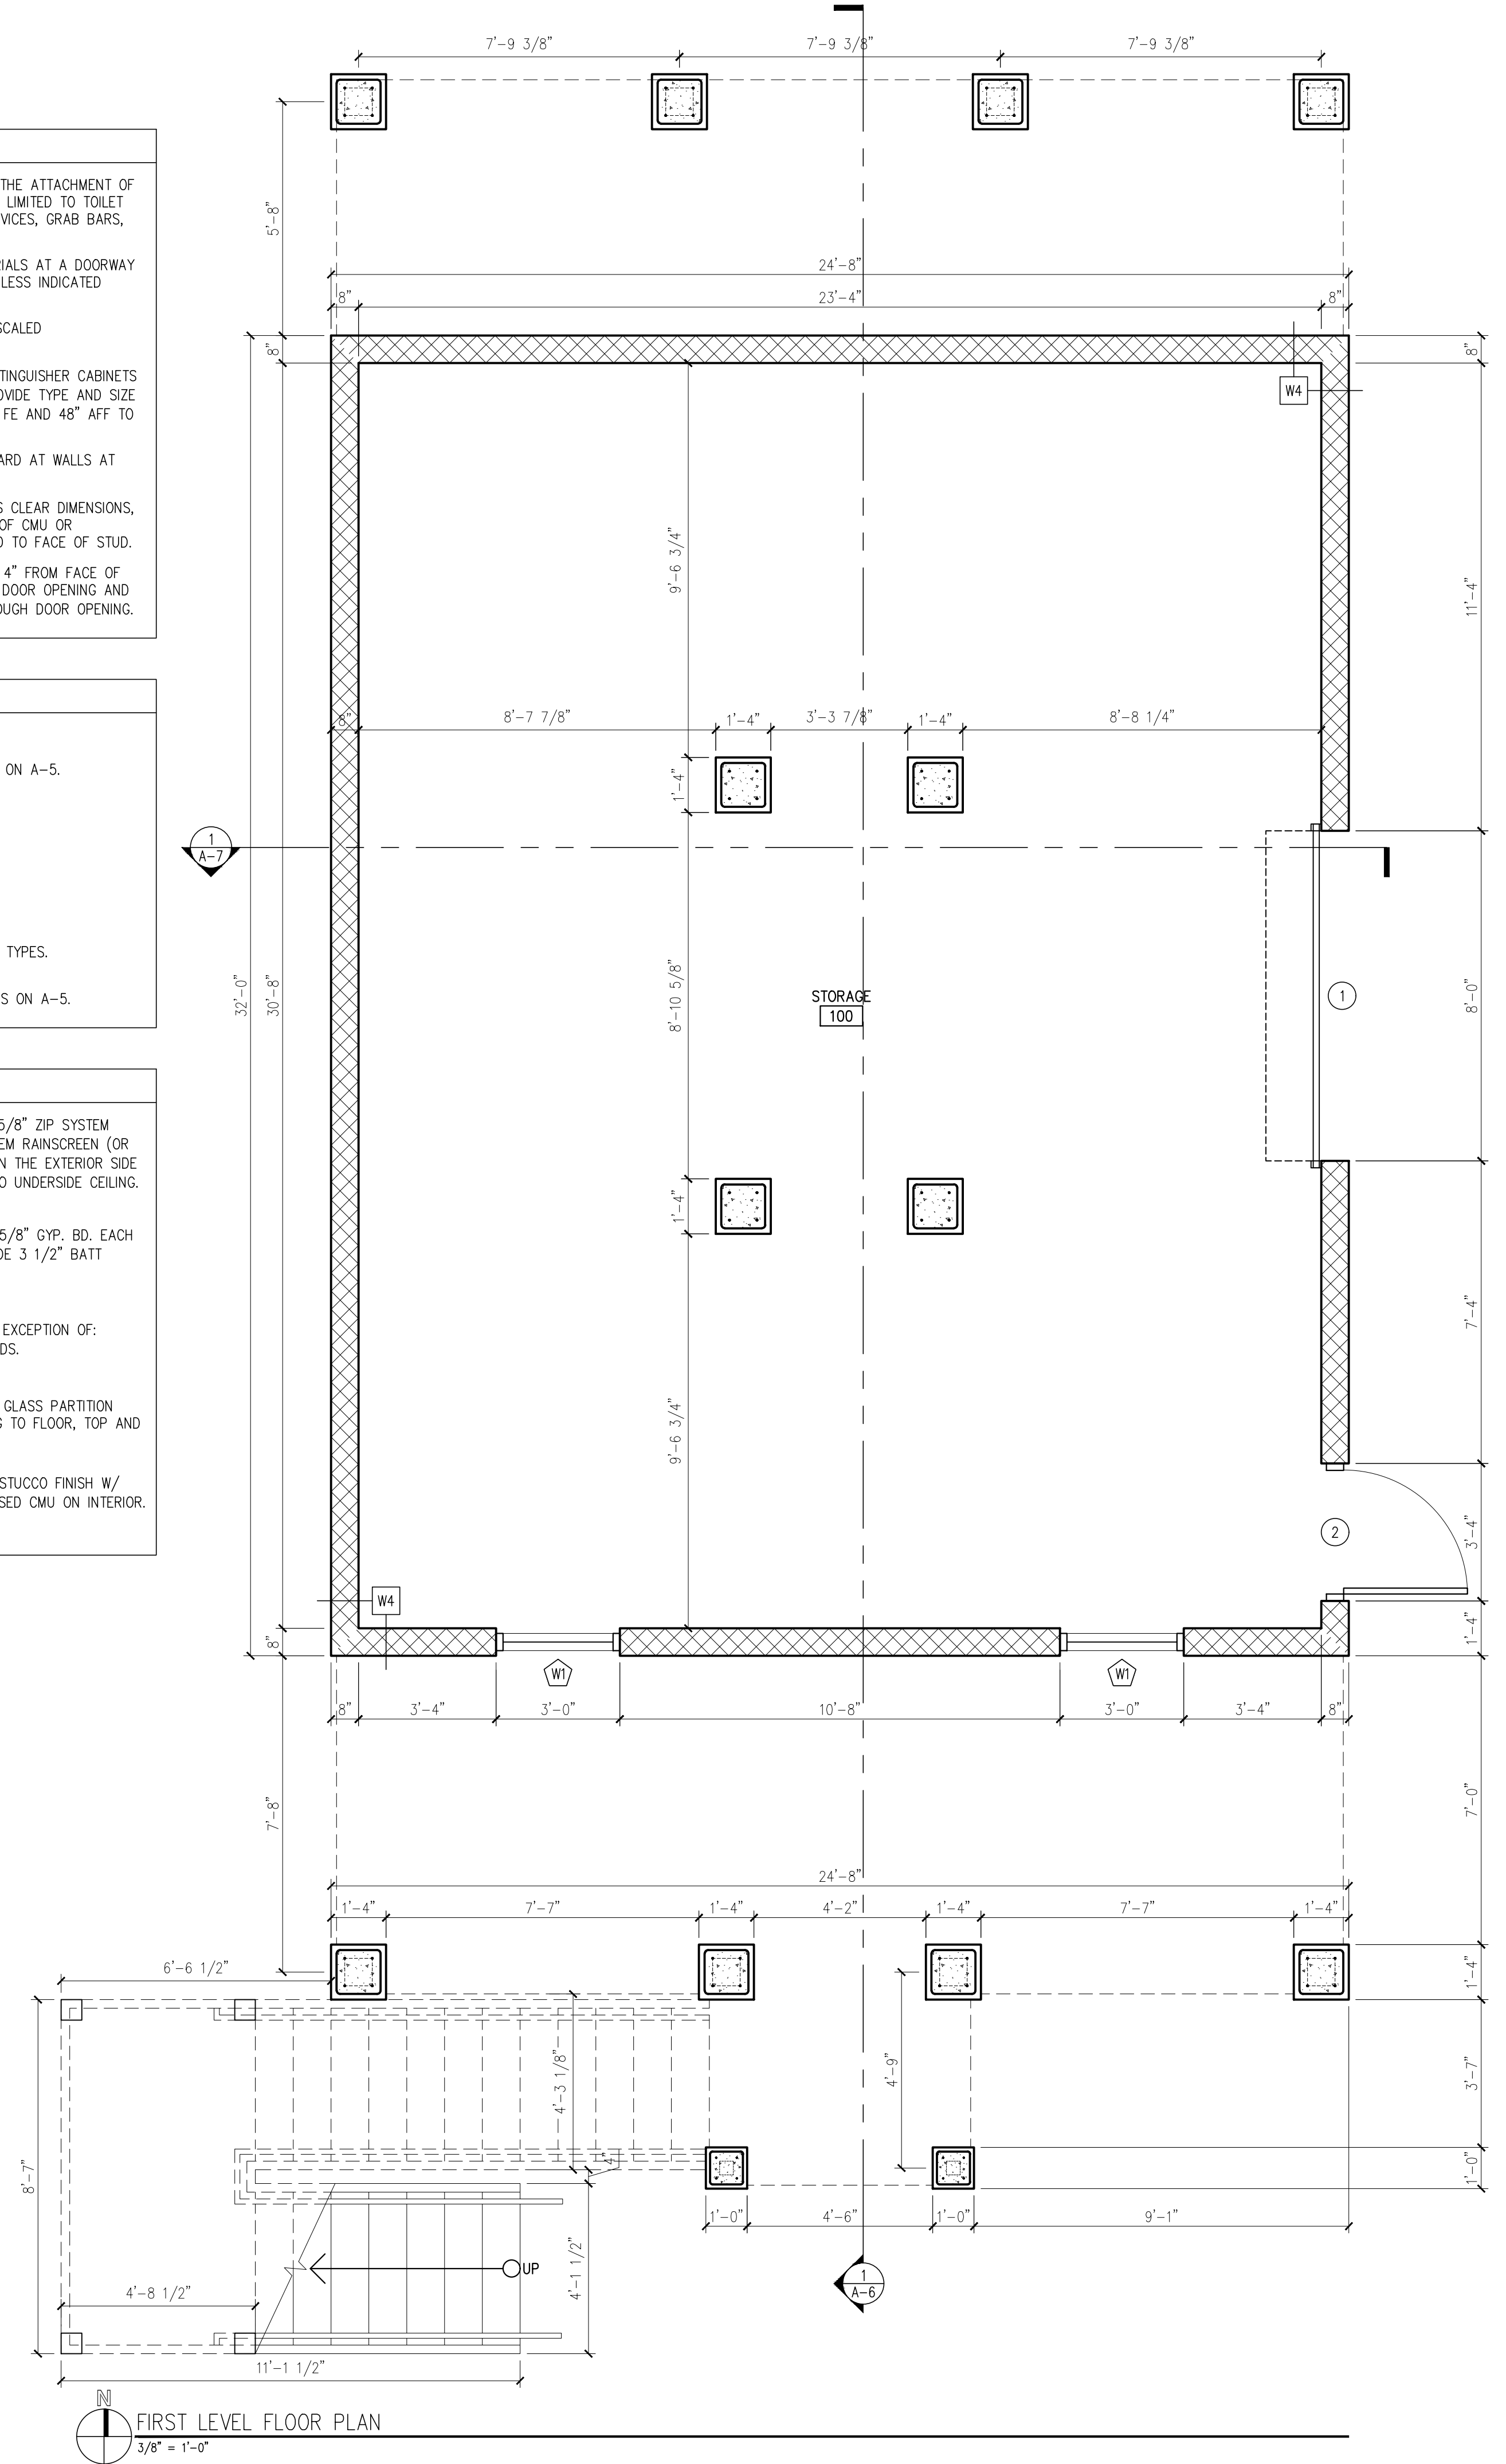 THE ATTACHMENT OF
LIMITED TO TOILET
VICES, GRAB BARS,
RIALS AT A DOORWAY
LESS INDICATED
SCALED
TINGUISHER CABINETS
OVIDE TYPE AND SIZE
FE AND 48" AFF TO
ARD AT WALLS AT
S CLEAR DIMENSIONS,
OF CMU OR
D TO FACE OF STUD.
4" FROM FACE OF
DOOR OPENING AND
OUGH DOOR OPENING.
ON A-5.
TYPES.
S ON A-5.
5/8" ZIP SYSTEM
EM RAINSCREEN (OR
N THE EXTERIOR SIDE
O UNDERSIDE CEILING.
5/8" GYP. BD. EACH
DE 3 1/2" BATT
EXCEPTION OF:
DS.
GLASS PARTITION
G TO FLOOR, TOP AND
STUCCO FINISH W/
SED CMU ON INTERIOR.
7'-9 3/8"
7'-9 3/8"
7'-9 3/8"
5'-8"
24'-8"
8"
23'-4"
8"
8"
8"
W4
9'-6 3/4"
11'-4"
8"
8'-7 7/8"
1'-4"
3'-3 7/8"
1'-4"
8'-8 1/4"
1'-4"
1
A-7
32'-0"
30'-8"
8'-10 5/8"
STORAGE
100
1
8'-0"
1'-4"
7'-4"
9'-6 3/4"
2
3'-4"
W4
8"
1'-4"
W1
W1
8"
3'-4"
3'-0"
10'-8"
3'-0"
3'-4"
8"
7'-8"
7'-0"
24'-8"
1'-4"
7'-7"
1'-4"
4'-2"
1'-4"
7'-7"
1'-4"
6'-6 1/2"
1'-4"
4'-3 1/8"
4'-9"
3'-7"
8'-7"
4"
1'-0"
1'-0"
4'-6"
1'-0"
9'-1"
UP
4'-1 1/2"
1
A-6
4'-8 1/2"
11'-1 1/2"
N
FIRST LEVEL FLOOR PLAN
3/8" = 1'-0"